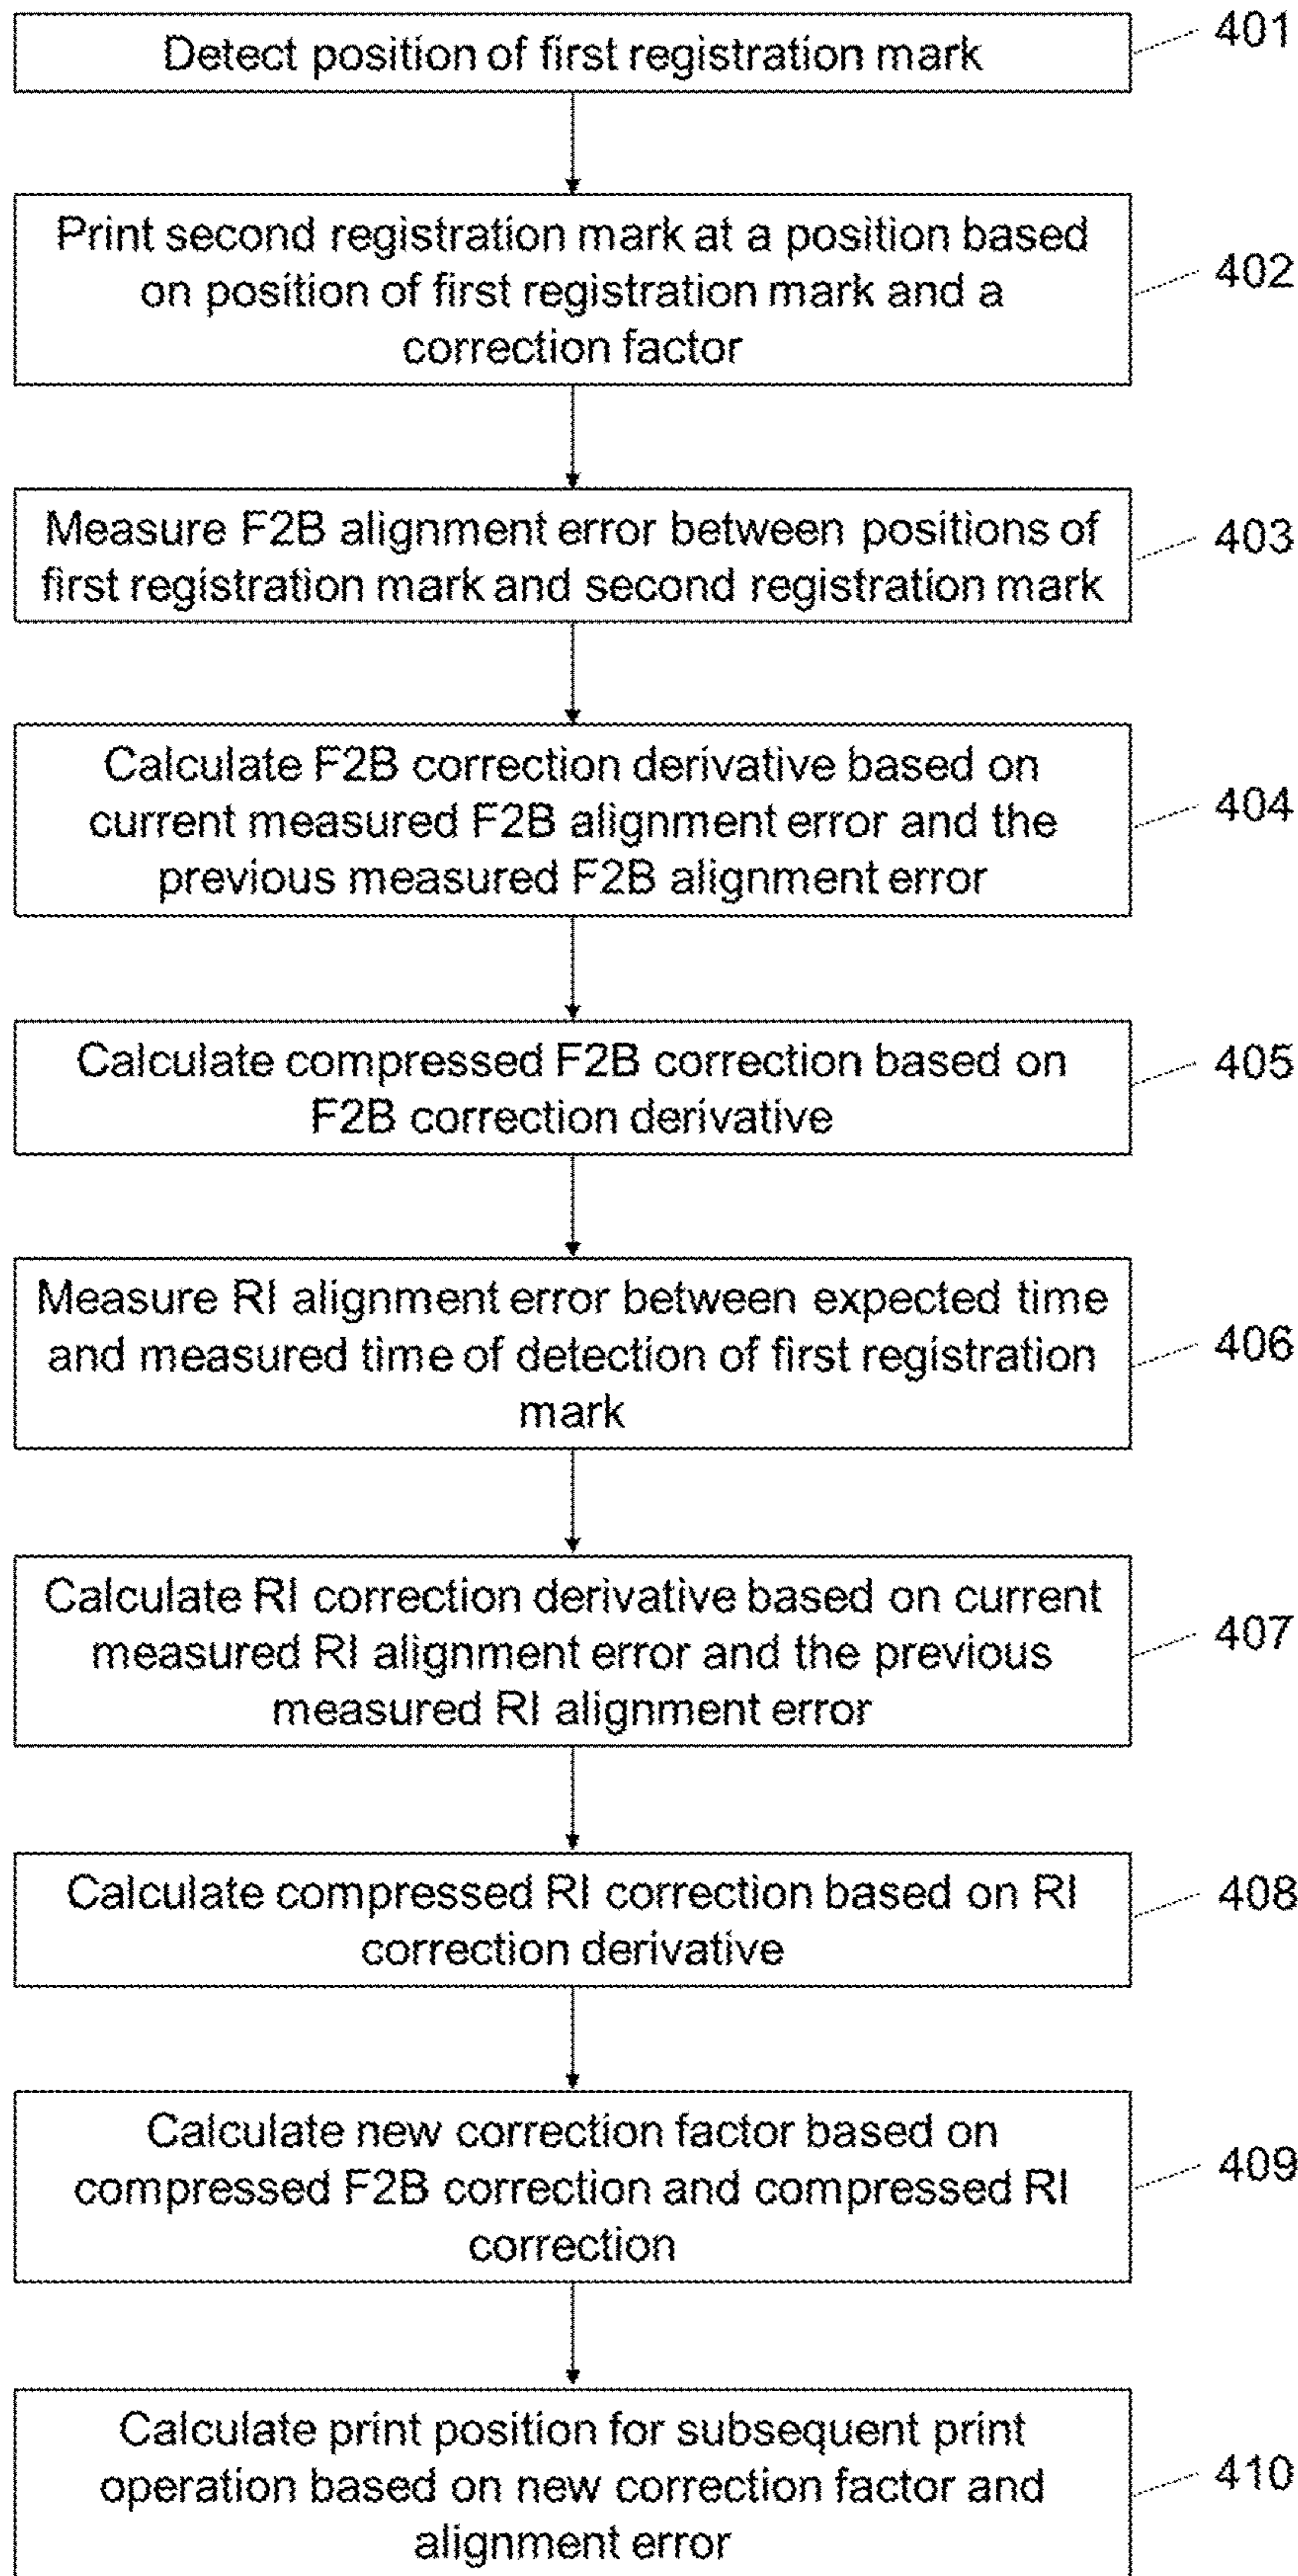 Detect position of first registration mark
401
Print second registration mark at a position based
on position of first registration mark and a
correction factor
402
Measure F2B alignment error between positions of
first registration mark and second registration mark
403
Calculate F2B correction derivative based on
current measured F2B alignment error and the
previous measured F2B alignment error
404
Calculate compressed F2B correction based on
F2B correction derivative
405
Measure RI alignment error between expected time
and measured time of detection of first registration
mark
406
Calculate RI correction derivative based on current
measured RI alignment error and the previous
measured RI alignment error
407
Calculate compressed RI correction based on RI
correction derivative
408
Calculate new correction factor based on
compressed F2B correction and compressed RI
correction
409
Calculate print position for subsequent print
operation based on new correction factor and
alignment error
410